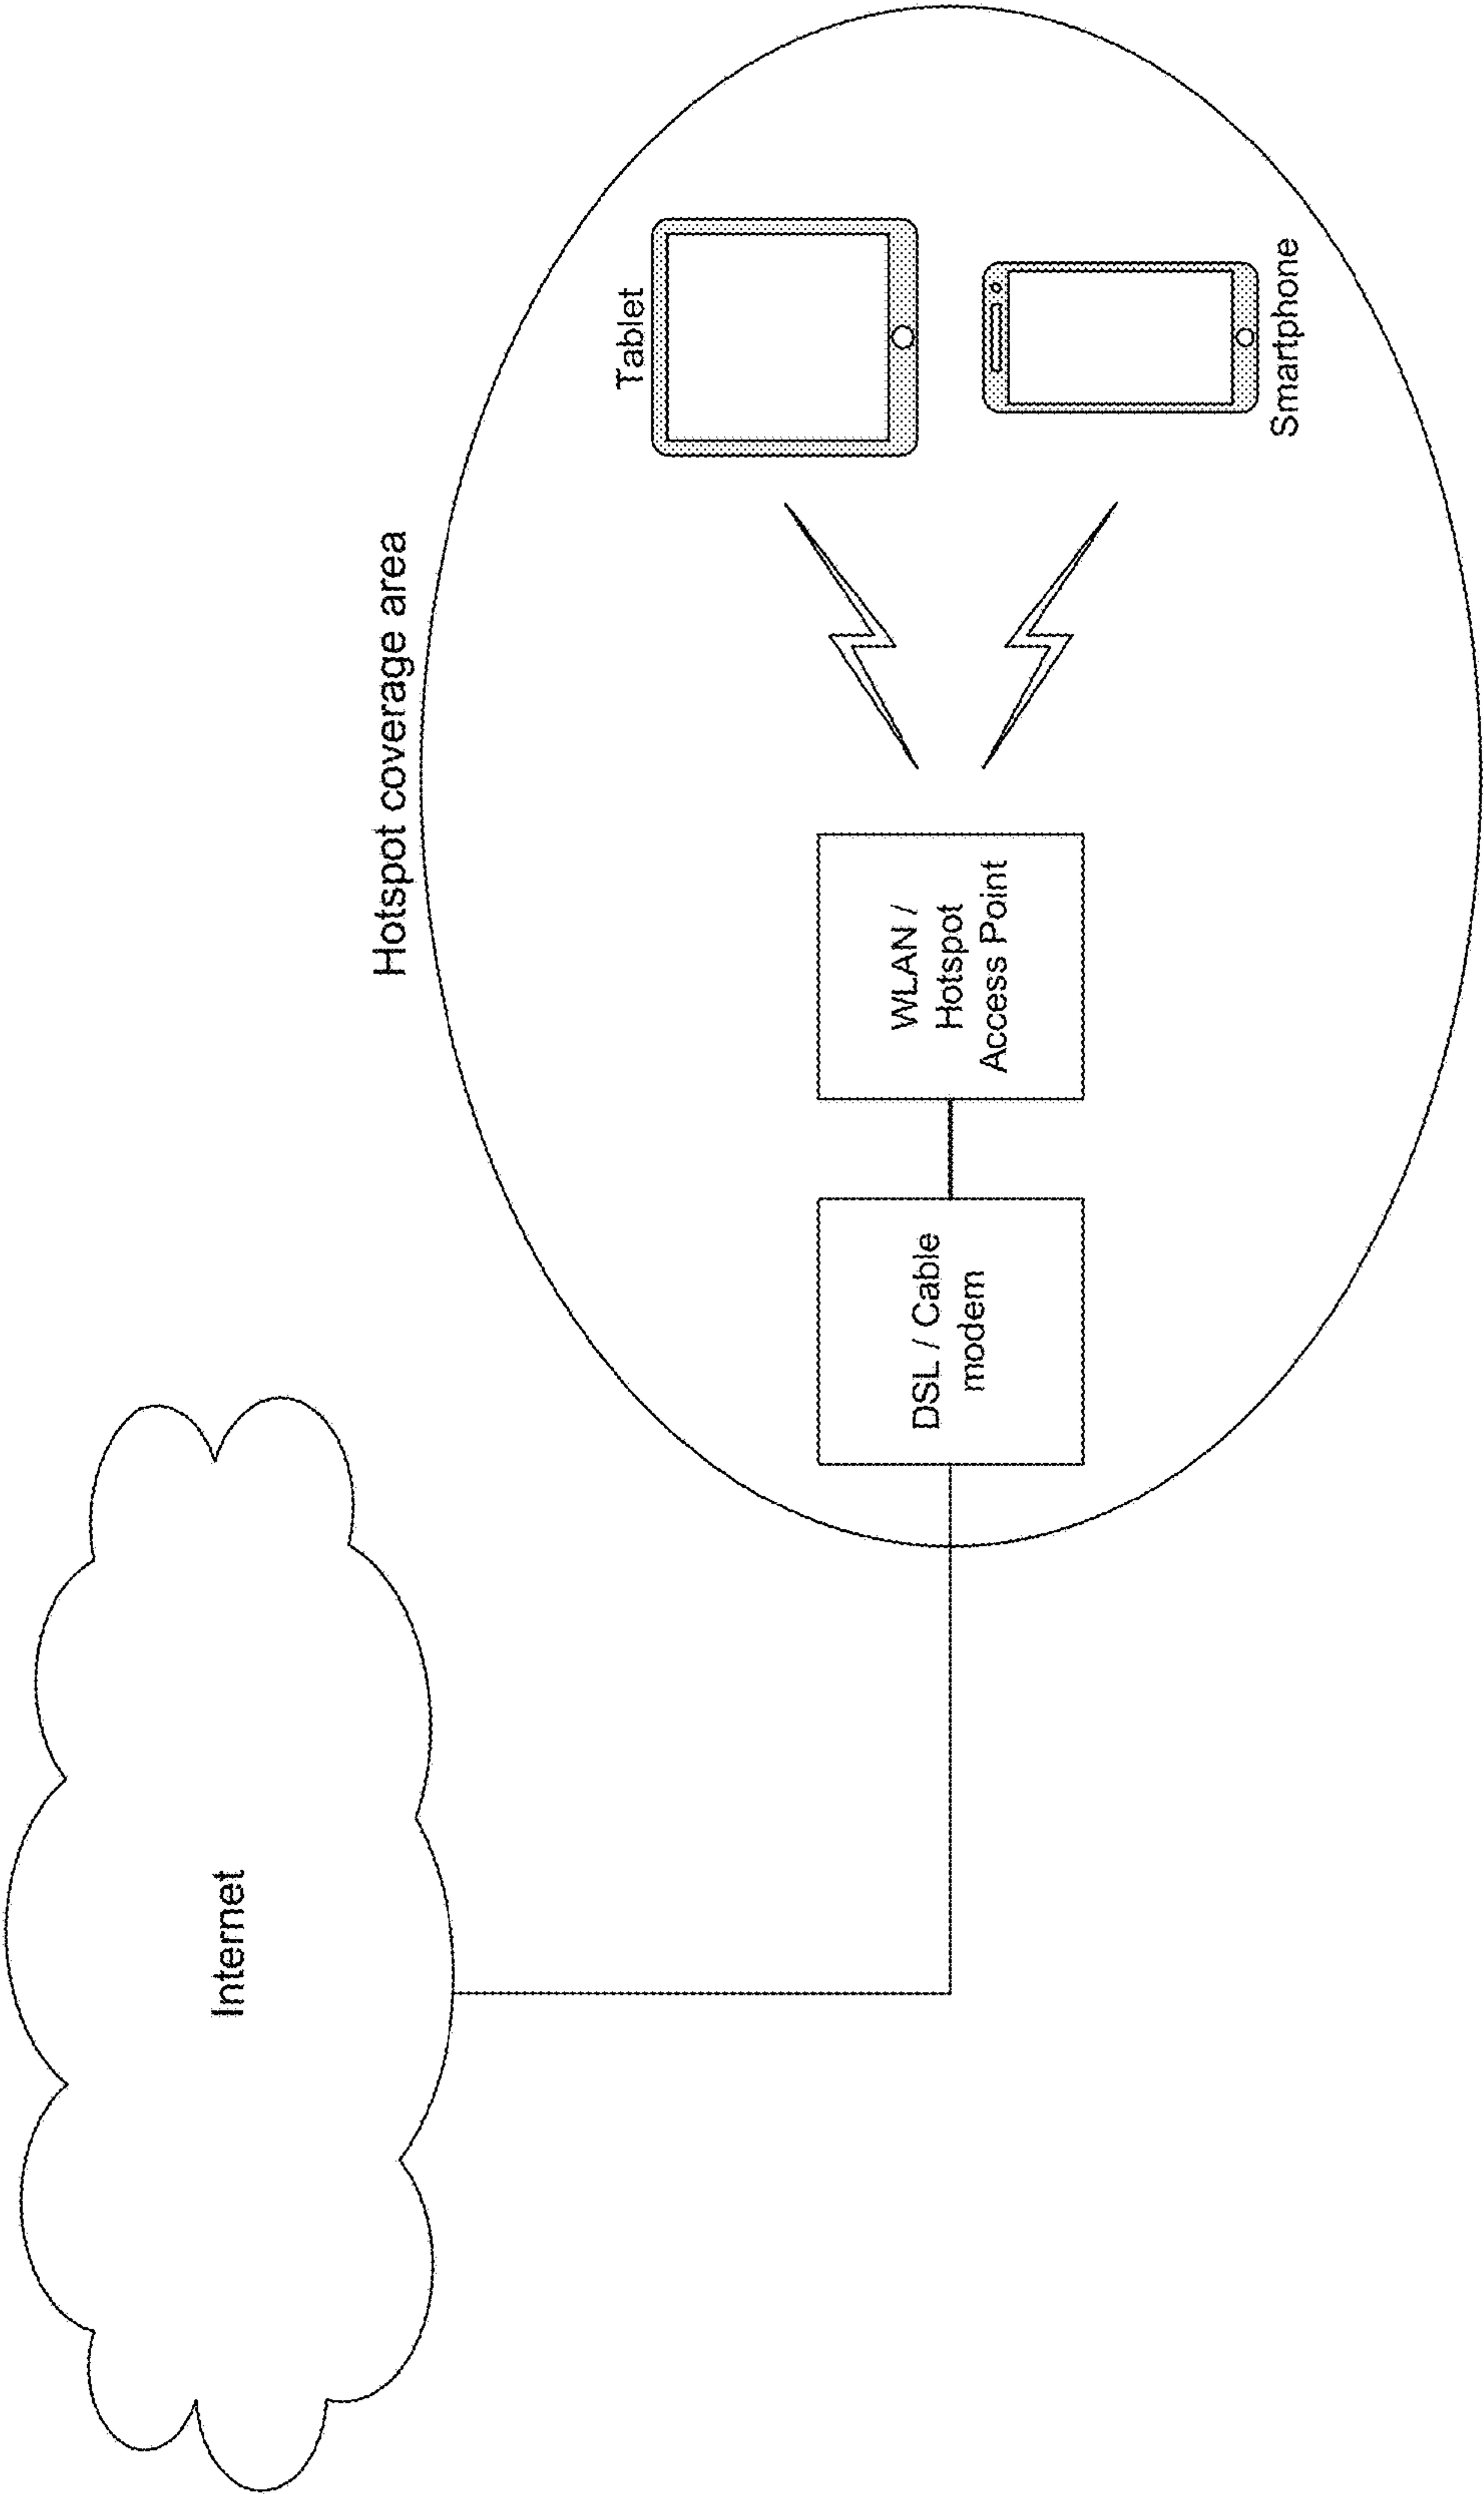 Internet
Hotspot coverage area
DSL / Cable
modem
WLAN /
Hotspot
Access Point
Tablet
Smartphone